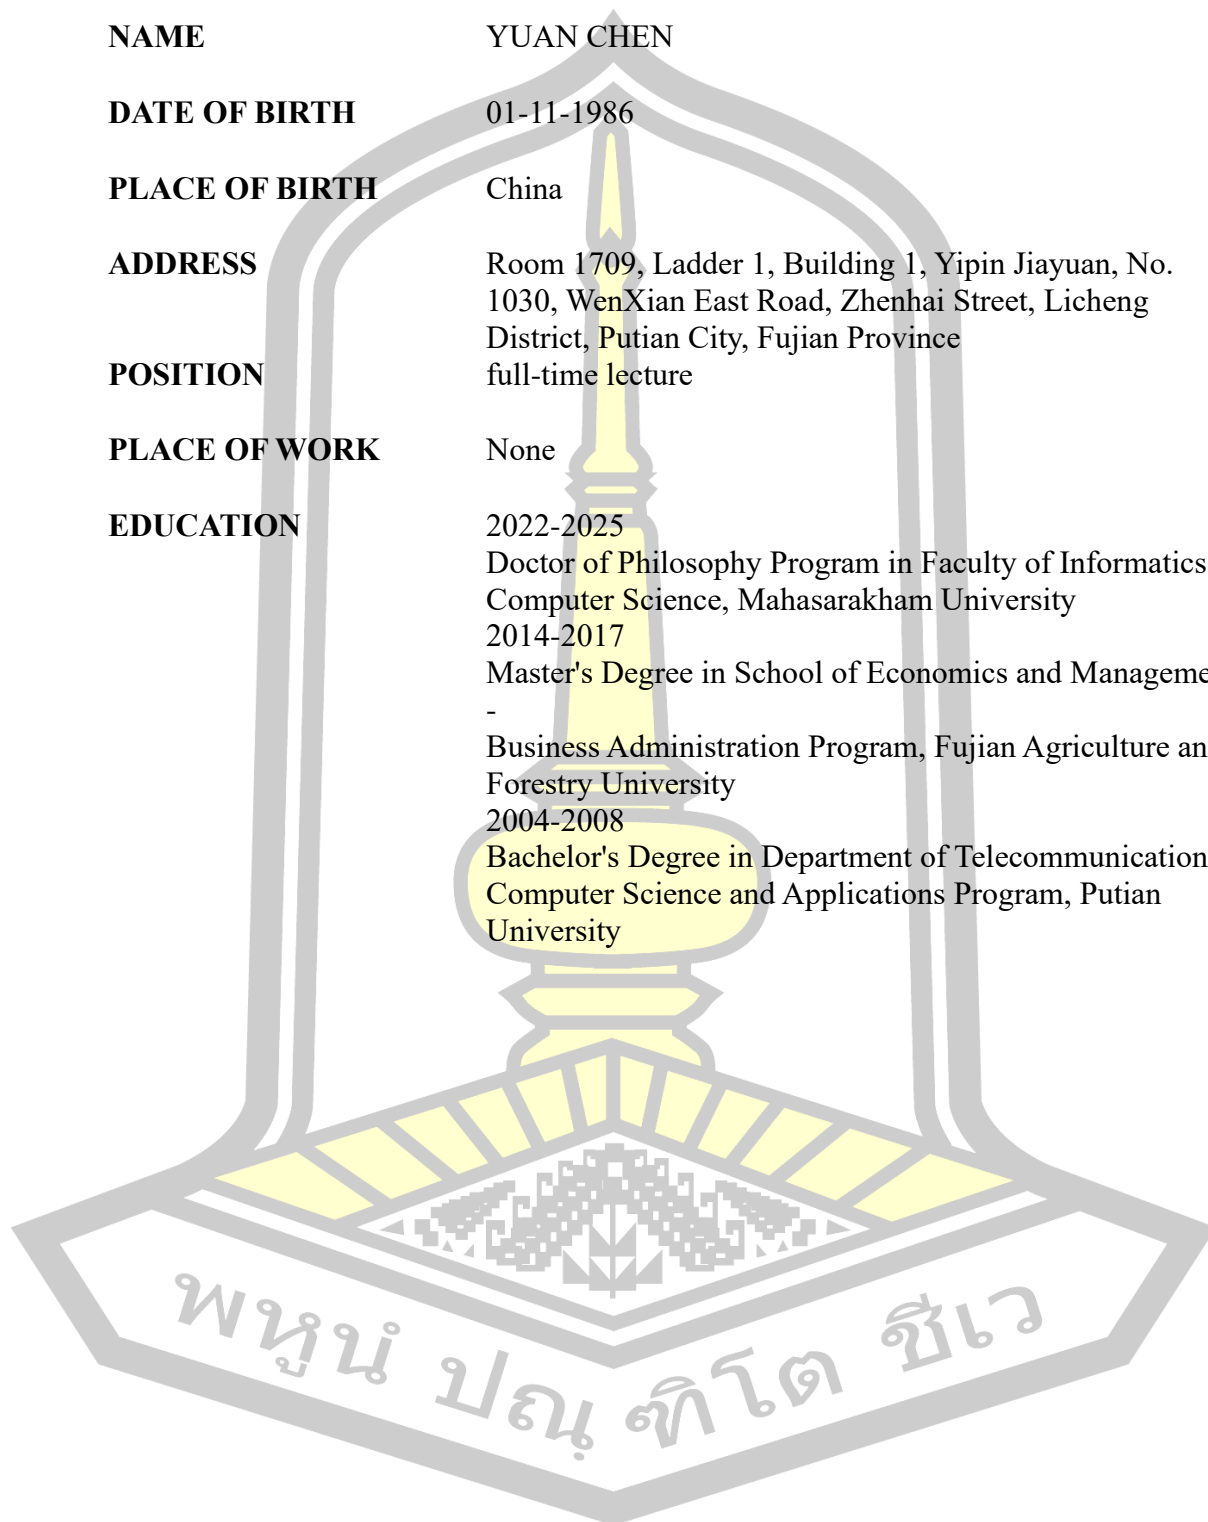 NAME YUAN CHEN
DATE OF BIRTH 01-11-1986
PLACE OF BIRTH China
ADDRESS Room 1709, Ladder 1, Building 1, Yipin Jiayuan, No.
1030, WenXian East Road, Zhenhai Street, Licheng
District, Putian City, Fujian Province
POSITION full-time lecture
PLACE OF WORK None
EDUCATION 2022-2025
Doctor of Philosophy Program in Faculty of Informatics
Computer Science, Mahasarakham University
2014-2017
Master's Degree in School of Economics and Manageme
-
Business Administration Program, Fujian Agriculture an
Forestry University
2004-2008
Bachelor's Degree in Department of Telecommunication
Computer Science and Applications Program, Putian
University
พหูนํ ปณฺฑิโต ชีเว